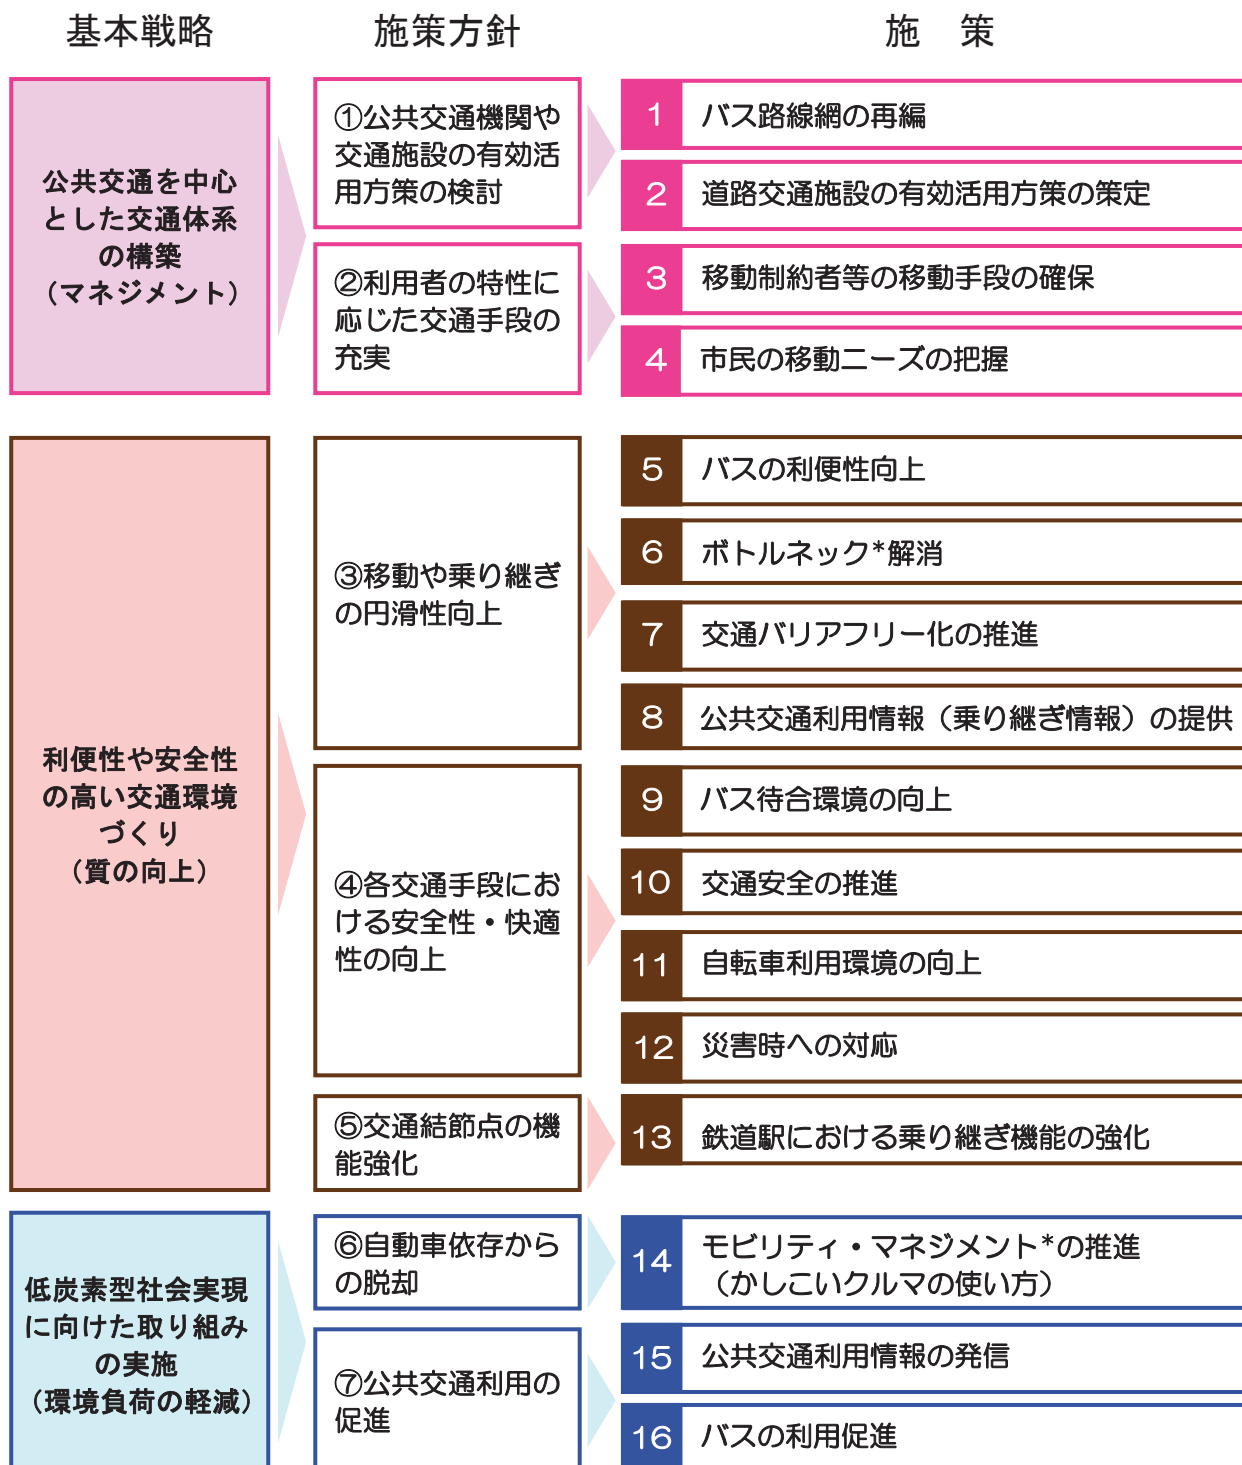 基本戦略
施策方針
施　策
公共交通を中心
とした交通体系
の構築
（マネジメント）
①公共交通機関や
交通施設の有効活
用方策の検討
1 バス路線網の再編
2 道路交通施設の有効活用方策の策定
②利用者の特性に
応じた交通手段の
充実
3 移動制約者等の移動手段の確保
4 市民の移動ニーズの把握
利便性や安全性
の高い交通環境
づくり
（質の向上）
③移動や乗り継ぎ
の円滑性向上
5 バスの利便性向上
6 ボトルネック*解消
7 交通バリアフリー化の推進
8 公共交通利用情報（乗り継ぎ情報）の提供
④各交通手段にお
ける安全性・快適
性の向上
9 バス待合環境の向上
10 交通安全の推進
11 自転車利用環境の向上
12 災害時への対応
⑤交通結節点の機
能強化
13 鉄道駅における乗り継ぎ機能の強化
低炭素型社会実現
に向けた取り組み
の実施
（環境負荷の軽減）
⑥自動車依存から
の脱却
14 モビリティ・マネジメント*の推進
（かしこいクルマの使い方）
⑦公共交通利用の
促進
15 公共交通利用情報の発信
16 バスの利用促進